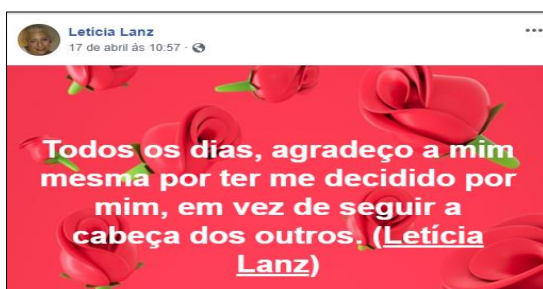 Letícia Lanz
17 de abril às 10:57 ·
Todos os dias, agradeço a mim
mesma por ter me decidido por
mim, em vez de seguir a
cabeça dos outros. (Letícia
Lanz)